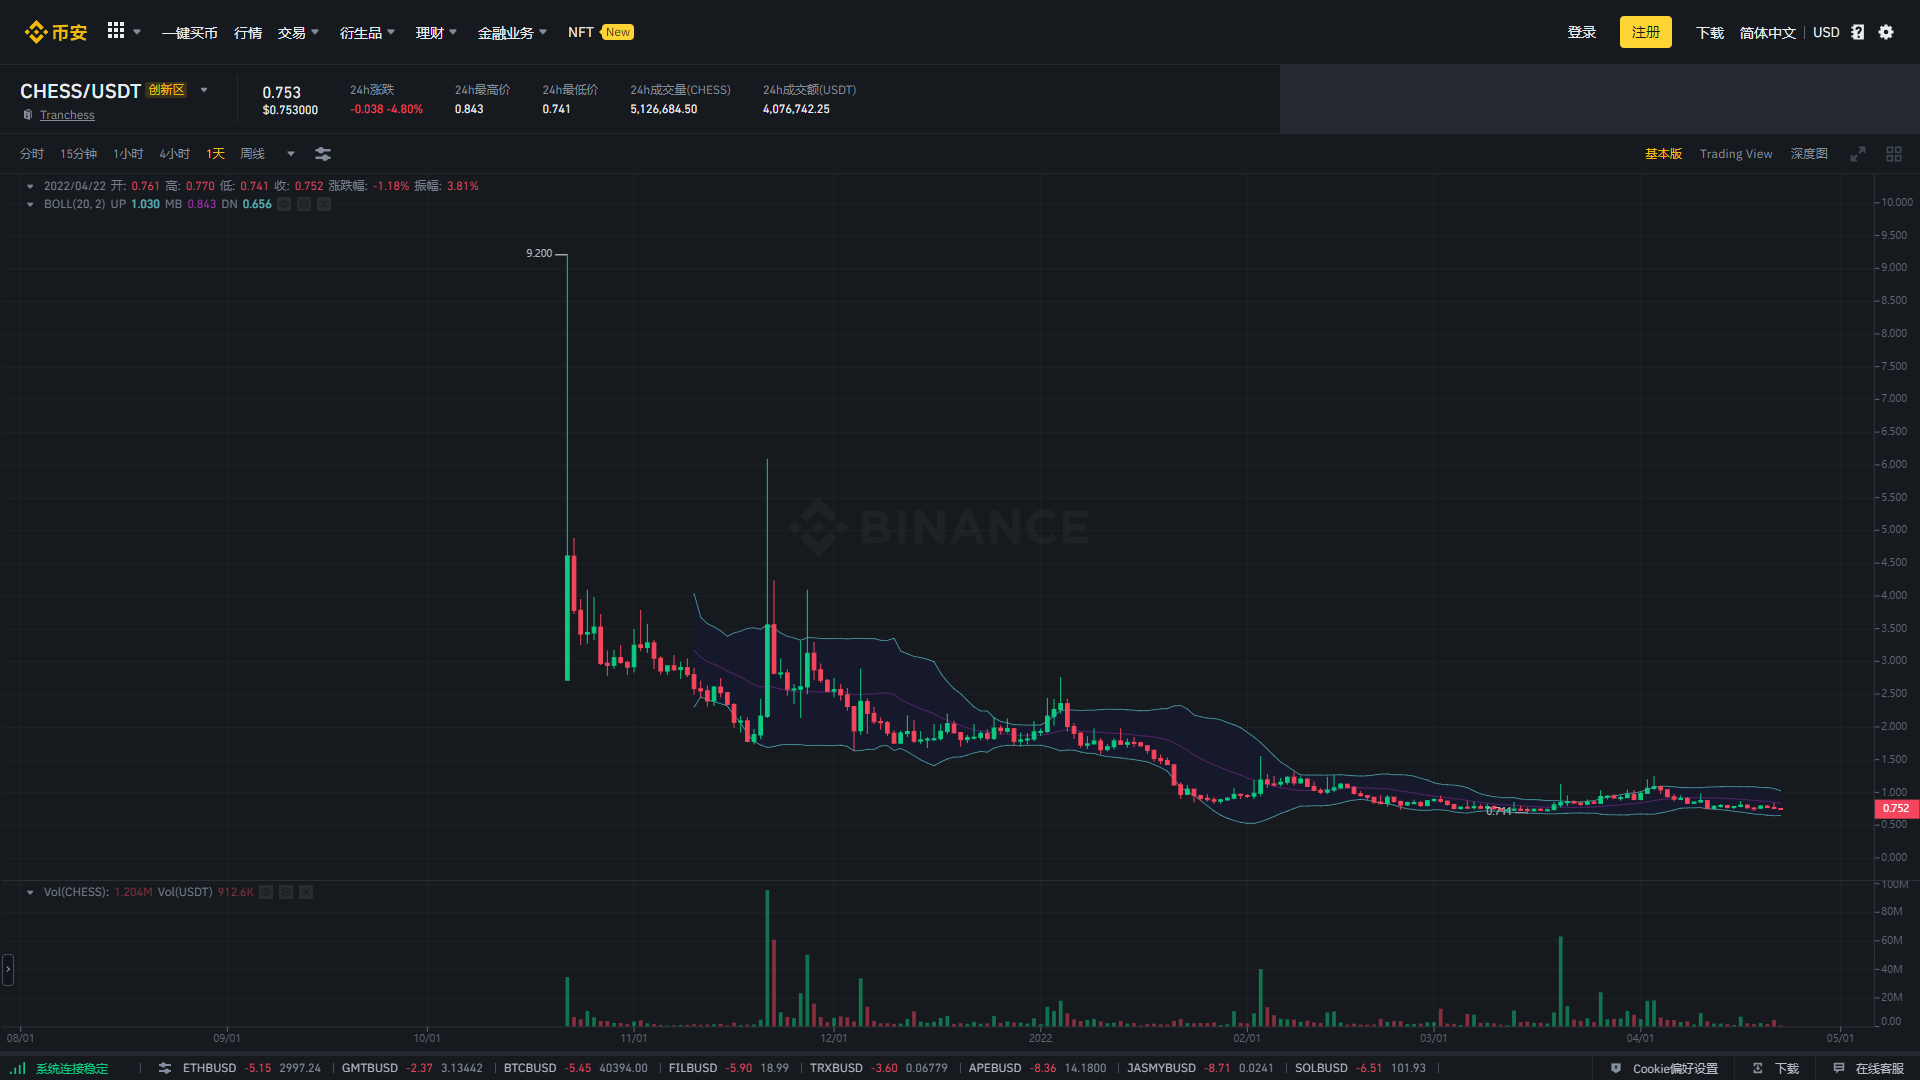 币安 一键买币 行情 交易 衍生品 理财 金融业务 NFT New 登录 注册 下载 简体中文 USD
CHESS/USDT 创新区
Tranchess
0.753
$0.753000
24h涨跌
-0.038 -4.80%
24h最高价
0.843
24h最低价
0.741
24h成交量(CHESS)
5,126,684.50
24h成交额(USDT)
4,076,742.25
分时 15分钟 1小时 4小时 1天 周线 基本版 Trading View 深度图
2022/04/22 开: 0.761 高: 0.770 低: 0.741 收: 0.752 涨跌幅: -1.18% 振幅: 3.81%
BOLL(20, 2) UP 1.030 MB 0.843 DN 0.656
9.200
BINANCE
0.711
10.000
9.500
9.000
8.500
8.000
7.500
7.000
6.500
6.000
5.500
5.000
4.500
4.000
3.500
3.000
2.500
2.000
1.500
1.000
0.752
0.500
0.000
Vol(CHESS): 1.204M Vol(USDT) 912.6K
100M
80M
60M
40M
20M
0.00
08/01 09/01 10/01 11/01 12/01 2022 02/01 03/01 04/01 05/01
系统连接稳定 ETHBUSD -5.15 2997.24 GMTBUSD -2.37 3.13442 BTCBUSD -5.45 40394.00 FILBUSD -5.90 18.99 TRXBUSD -3.60 0.06779 APEBUSD -8.36 14.1800 JASMYBUSD -8.71 0.0241 SOLBUSD -6.51 101.93 Cookie偏好设置 下载 在线客服